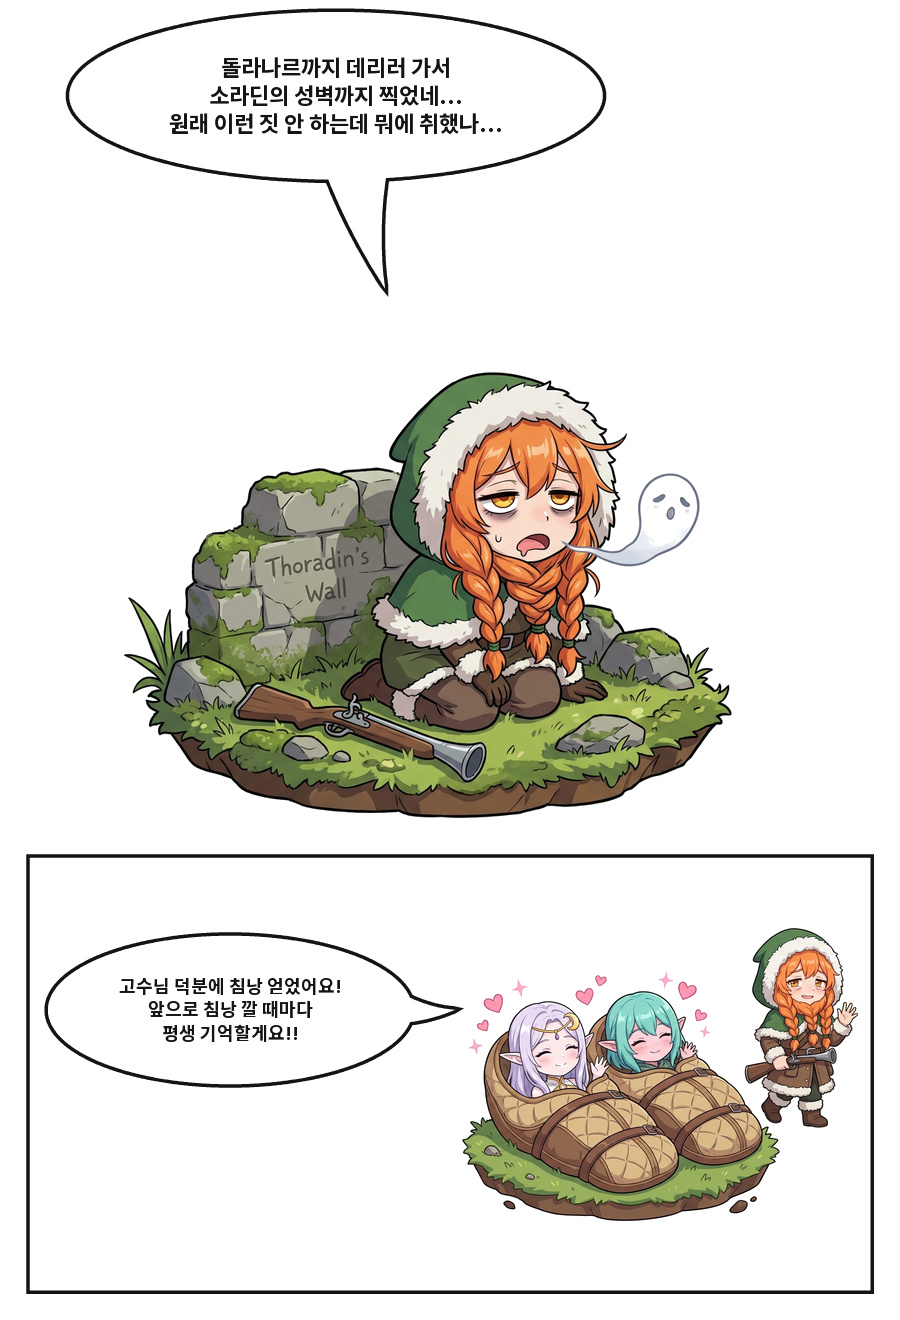 돌라나르까지 데리러 가서
소라딘의 성벽까지 찍었네...
원래 이런 짓 안 하는데 뭐에 취했나...
Thoradin's
Wall
고수님 덕분에 침낭 얻었어요!
앞으로 침낭 깔 때마다
평생 기억할게요!!